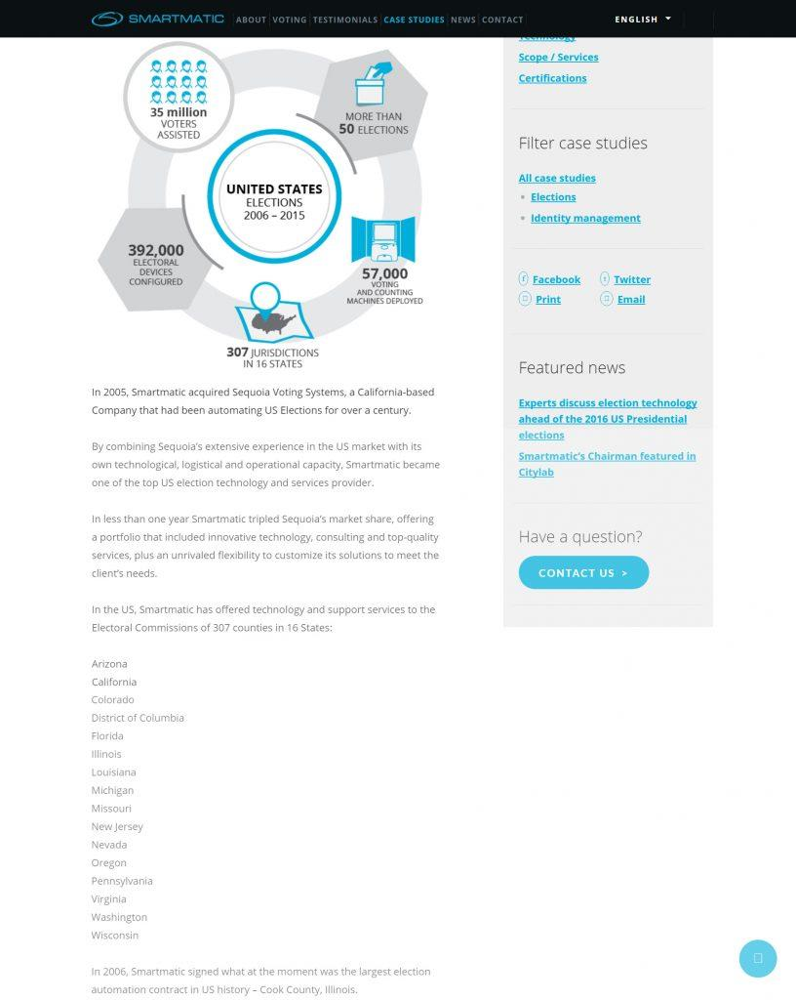 SMARTMATIC ABOUT VOTING TESTIMONIALS CASE STUDIES NEWS CONTACT ENGLISH
35 million
VOTERS
ASSISTED
MORE THAN
50 ELECTIONS
UNITED STATES
ELECTIONS
2006 – 2015
392,000
ELECTORAL
DEVICES
CONFIGURED
57,000
VOTING
AND COUNTING
MACHINES DEPLOYED
307 JURISDICTIONS
IN 16 STATES
In 2005, Smartmatic acquired Sequoia Voting Systems, a California-based
Company that had been automating US Elections for over a century.
By combining Sequoia’s extensive experience in the US market with its
own technological, logistical and operational capacity, Smartmatic became
one of the top US election technology and services provider.
In less than one year Smartmatic tripled Sequoia’s market share, offering
a portfolio that included innovative technology, consulting and top-quality
services, plus an unrivaled flexibility to customize its solutions to meet the
client’s needs.
In the US, Smartmatic has offered technology and support services to the
Electoral Commissions of 307 counties in 16 States:
Arizona
California
Colorado
District of Columbia
Florida
Illinois
Louisiana
Michigan
Missouri
New Jersey
Nevada
Oregon
Pennsylvania
Virginia
Washington
Wisconsin
In 2006, Smartmatic signed what at the moment was the largest election
automation contract in US history – Cook County, Illinois.
Technology
Scope / Services
Certifications
Filter case studies
All case studies
Elections
Identity management
Facebook Twitter
Print Email
Featured news
Experts discuss election technology
ahead of the 2016 US Presidential
elections
Smartmatic’s Chairman featured in
Citylab
Have a question?
CONTACT US >